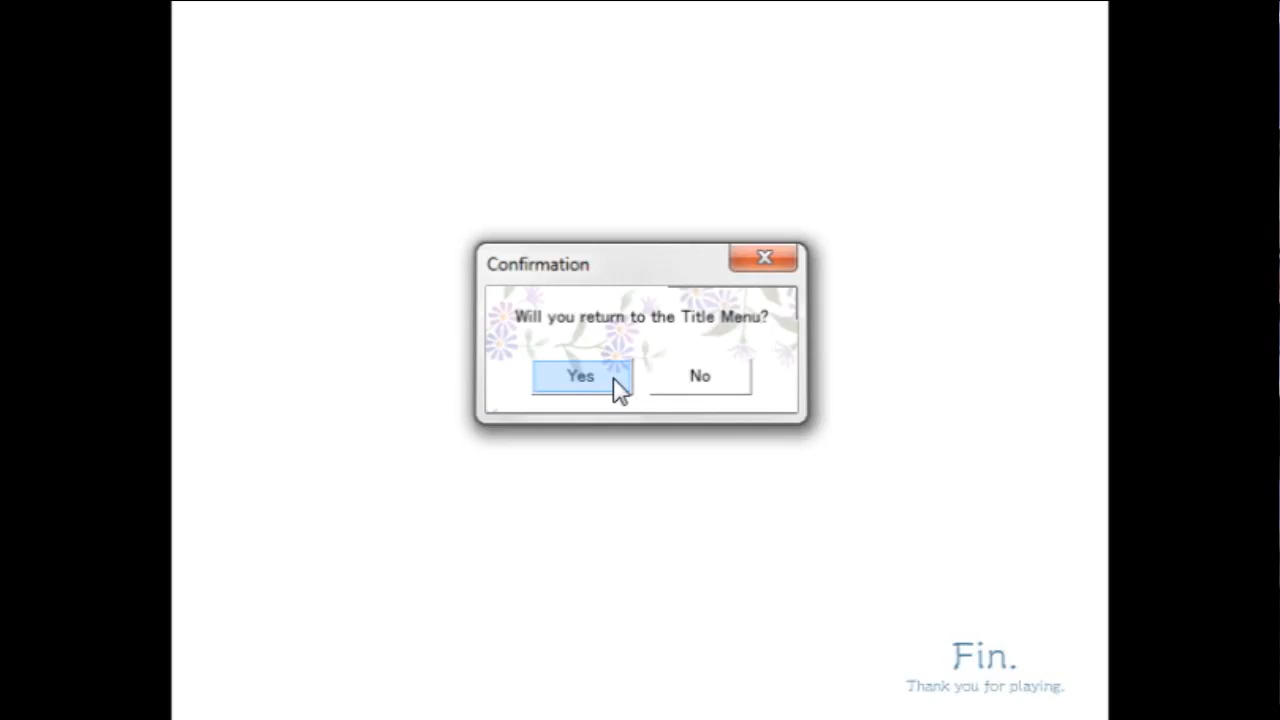 Confirmation
Will you return to the Title Menu?
Yes
No
Fin.
Thank you for playing.